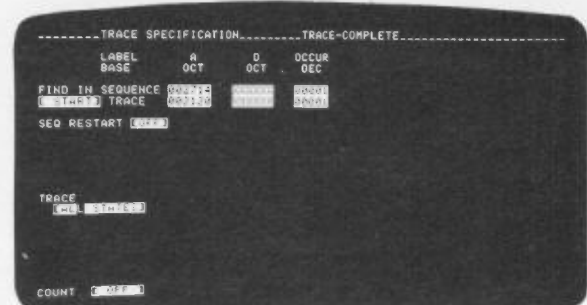 TRACE SPECIFICATION TRACE-COMPLETE
LABEL A D OCCUR
BASE OCT OCT DEC
FIND IN SEQUENCE 002714 00001
[ START] TRACE 002120 00001
SEQ RESTART [OFF]
TRACE
[ALL STATES]
COUNT [ OFF ]